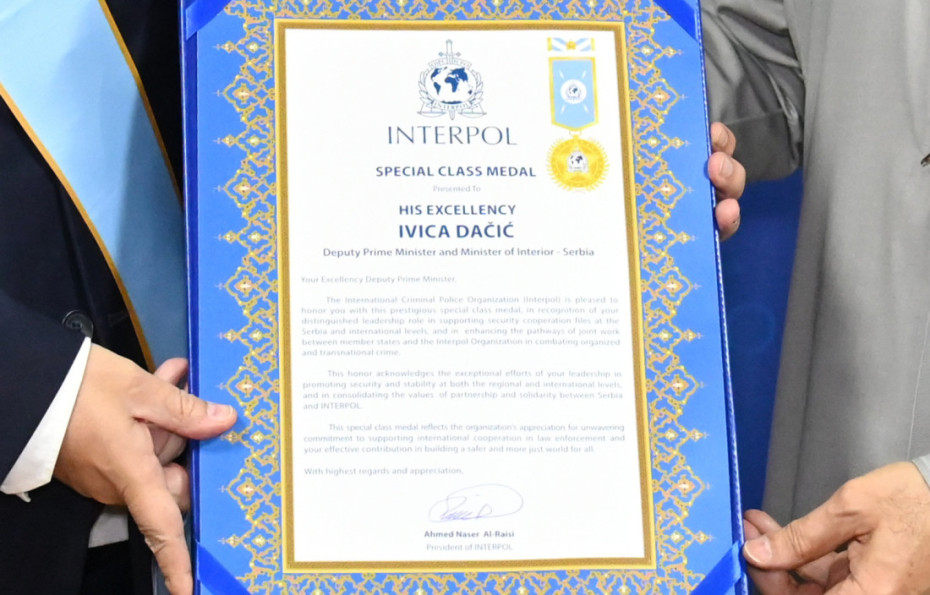 INTERPOL
SPECIAL CLASS MEDAL
Presented To
HIS EXCELLENCY
IVICA DAČIĆ
Deputy Prime Minister and Minister of Interior - Serbia
Your Excellency Deputy Prime Minister,
The International Criminal Police Organization (Interpol) is pleased to
honor you with this prestigious special class medal, in recognition of your
distinguished leadership role in supporting security cooperation files at the
Serbia and international levels, and in enhancing the pathways of joint work
between member states and the Interpol Organization in combating organized
and transnational crime.
This honor acknowledges the exceptional efforts of your leadership in
promoting security and stability at both the regional and international levels,
and in consolidating the values of partnership and solidarity between Serbia
and INTERPOL.
This special class medal reflects the organization's appreciation for unwavering
commitment to supporting international cooperation in law enforcement and
your effective contribution in building a safer and more just world for all.
With highest regards and appreciation,
Ahmed Naser Al-Raisi
President of INTERPOL